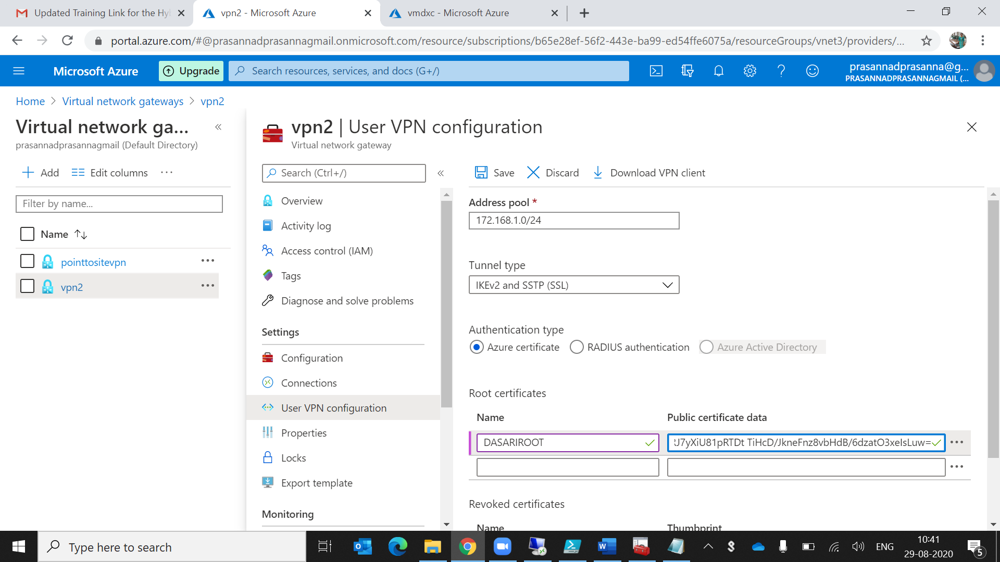 Updated Training Link for the Hy
vpn2 - Microsoft Azure
vmdxc - Microsoft Azure
portal.azure.com/#@prasannadprasannagmail.onmicrosoft.com/resource/subscriptions/b65e28ef-56f2-443e-ba99-ed54ffe6075a/resourceGroups/vnet3/providers/...
Microsoft Azure
Upgrade
Search resources, services, and docs (G+/)
prasannadprasanna@g...
PRASANNADPRASANNAGMAIL (...
Home > Virtual network gateways > vpn2
Virtual network ga...
prasannadprasannagmail (Default Directory)
Add
Edit columns
Filter by name...
Name
pointtositevpn
vpn2
vpn2 | User VPN configuration
Virtual network gateway
Search (Ctrl+/)
Overview
Activity log
Access control (IAM)
Tags
Diagnose and solve problems
Settings
Configuration
Connections
User VPN configuration
Properties
Locks
Export template
Monitoring
Save
Discard
Download VPN client
Address pool *
172.168.1.0/24
Tunnel type
IKEv2 and SSTP (SSL)
Authentication type
Azure certificate
RADIUS authentication
Azure Active Directory
Root certificates
Name
Public certificate data
DASARIROOT
J7yXiU81pRTDt TiHcD/JkneFnz8vbHdB/6dzatO3xeIsLuw=
Revoked certificates
Name
Thumbprint
Type here to search
ENG
10:41
29-08-2020
5